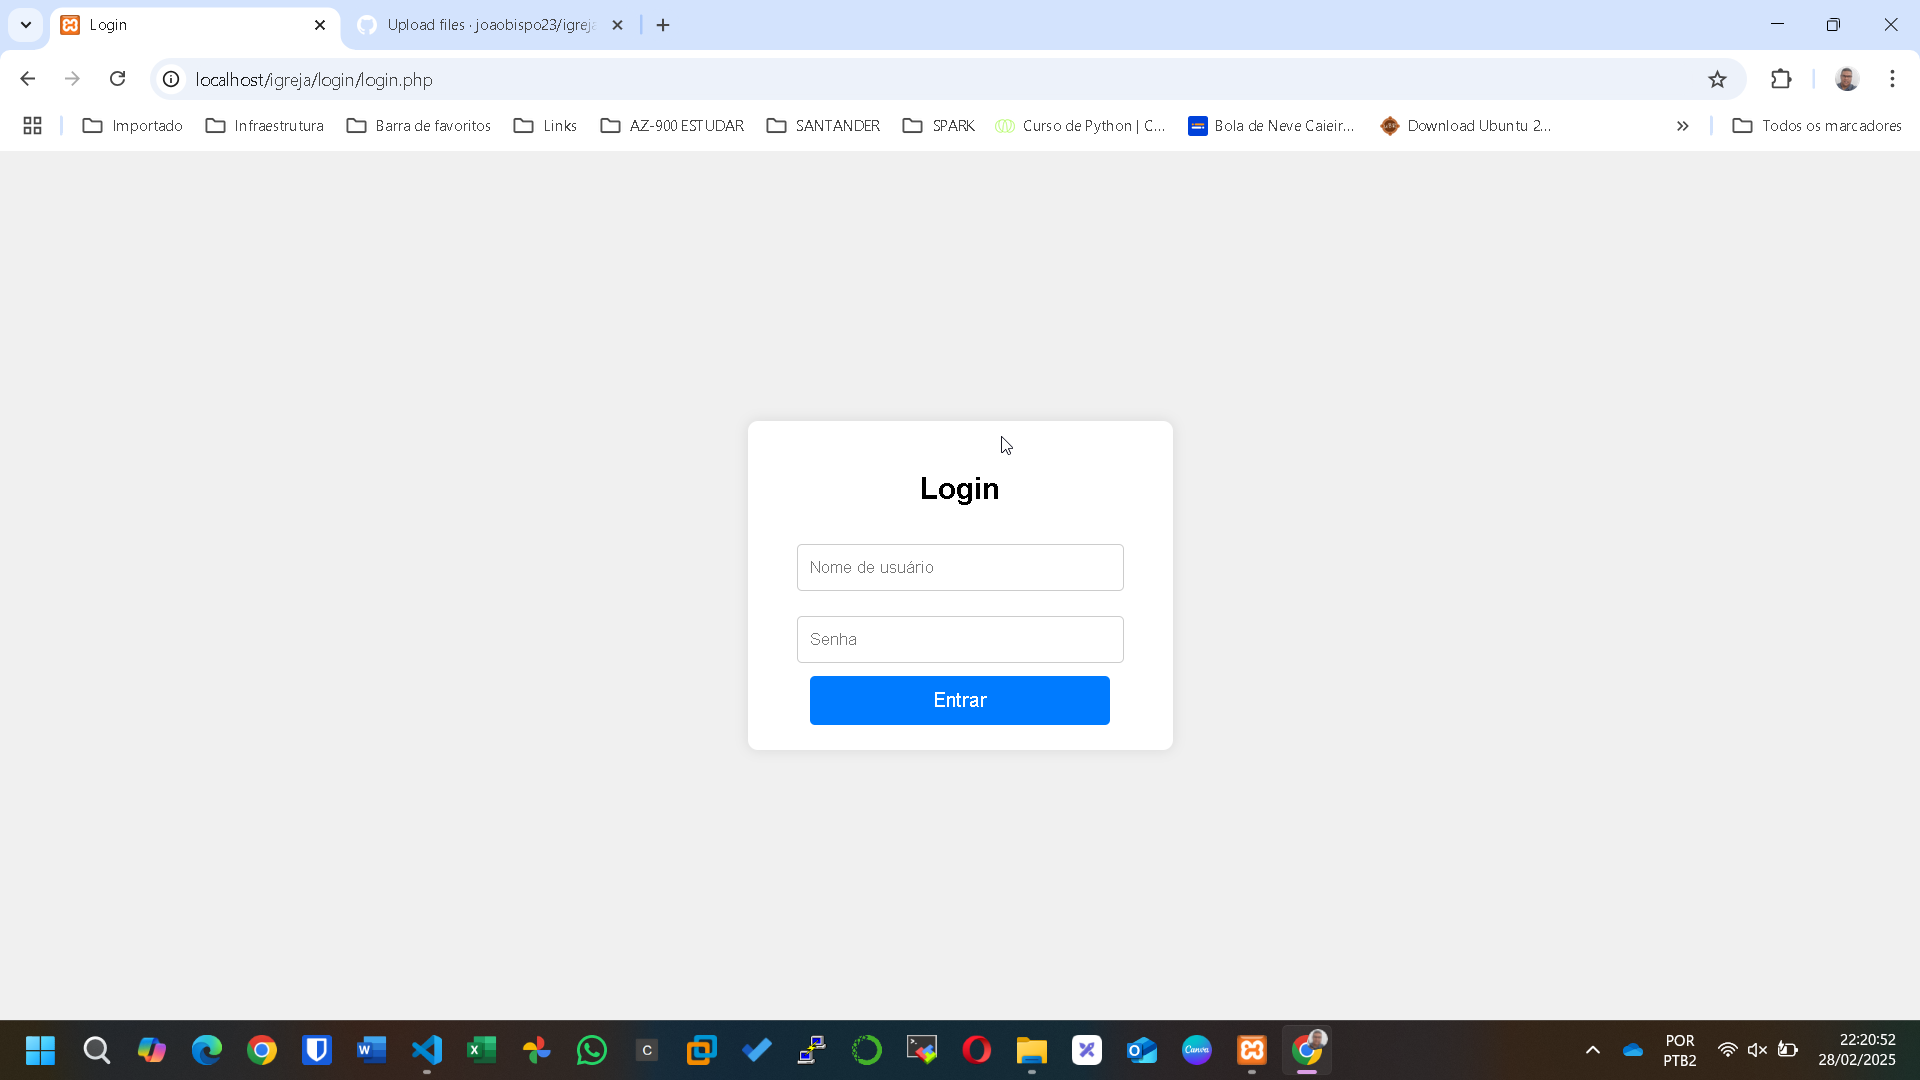 Login
Upload files · joaobispo23/igreja
localhost/igreja/login/login.php
Importado
Infraestrutura
Barra de favoritos
Links
AZ-900 ESTUDAR
SANTANDER
SPARK
Curso de Python | C...
Bola de Neve Caieir...
Download Ubuntu 2...
Todos os marcadores
Login
Nome de usuário
Senha
Entrar
C
Canva
POR
PTB2
22:20:52
28/02/2025